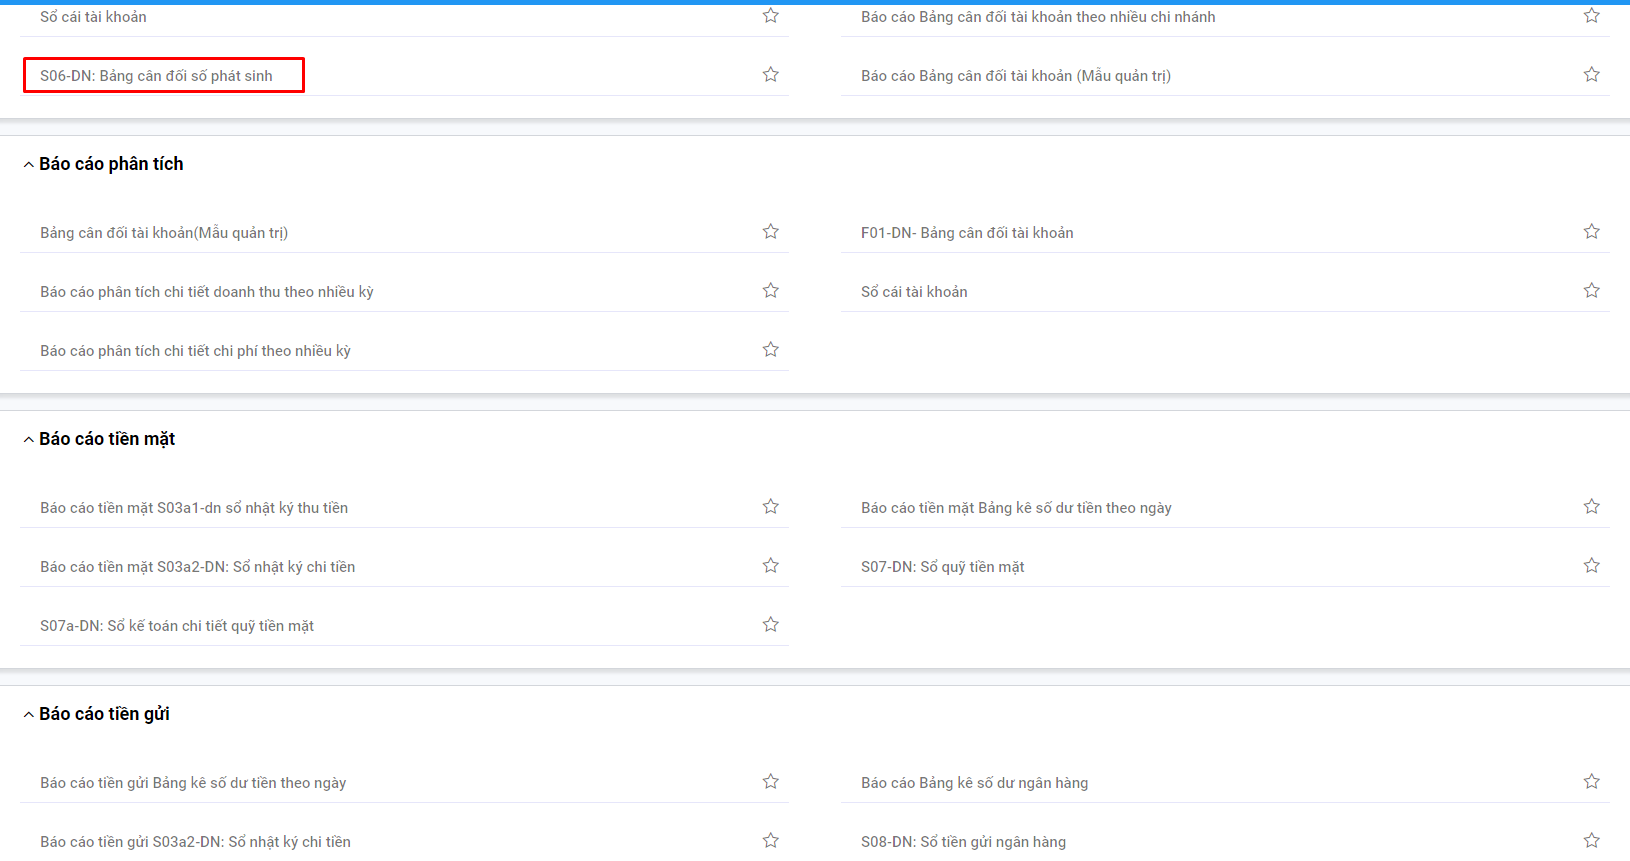 Sổ cái tài khoản
Báo cáo Bảng cân đối tài khoản theo nhiều chi nhánh
S06-DN: Bảng cân đối số phát sinh
Báo cáo Bảng cân đối tài khoản (Mẫu quản trị)
Báo cáo phân tích
Bảng cân đối tài khoản(Mẫu quản trị)
F01-DN- Bảng cân đối tài khoản
Báo cáo phân tích chi tiết doanh thu theo nhiều kỳ
Sổ cái tài khoản
Báo cáo phân tích chi tiết chi phí theo nhiều kỳ
Báo cáo tiền mặt
Báo cáo tiền mặt S03a1-dn sổ nhật ký thu tiền
Báo cáo tiền mặt Bảng kê số dư tiền theo ngày
Báo cáo tiền mặt S03a2-DN: Sổ nhật ký chi tiền
S07-DN: Sổ quỹ tiền mặt
S07a-DN: Sổ kế toán chi tiết quỹ tiền mặt
Báo cáo tiền gửi
Báo cáo tiền gửi Bảng kê số dư tiền theo ngày
Báo cáo Bảng kê số dư ngân hàng
Báo cáo tiền gửi S03a2-DN: Sổ nhật ký chi tiền
S08-DN: Sổ tiền gửi ngân hàng